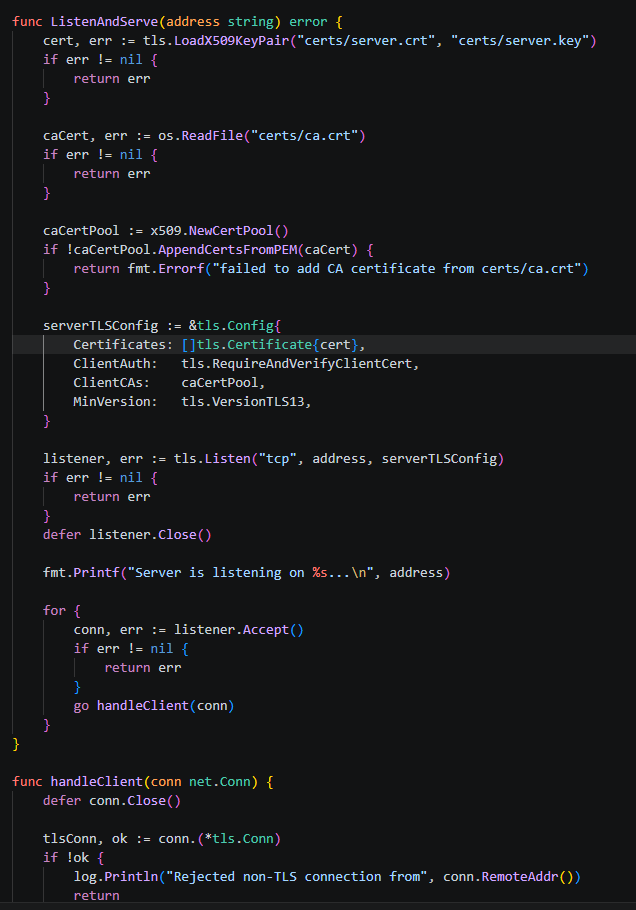 func ListenAndServe(address string) error {
    cert, err := tls.LoadX509KeyPair("certs/server.crt", "certs/server.key")
    if err != nil {
        return err
    }

    caCert, err := os.ReadFile("certs/ca.crt")
    if err != nil {
        return err
    }

    caCertPool := x509.NewCertPool()
    if !caCertPool.AppendCertsFromPEM(caCert) {
        return fmt.Errorf("failed to add CA certificate from certs/ca.crt")
    }

    serverTLSConfig := &tls.Config{
        Certificates: []tls.Certificate{cert},
        ClientAuth:   tls.RequireAndVerifyClientCert,
        ClientCAs:    caCertPool,
        MinVersion:   tls.VersionTLS13,
    }

    listener, err := tls.Listen("tcp", address, serverTLSConfig)
    if err != nil {
        return err
    }
    defer listener.Close()

    fmt.Printf("Server is listening on %s...\n", address)

    for {
        conn, err := listener.Accept()
        if err != nil {
            return err
        }
        go handleClient(conn)
    }
}

func handleClient(conn net.Conn) {
    defer conn.Close()

    tlsConn, ok := conn.(*tls.Conn)
    if !ok {
        log.Println("Rejected non-TLS connection from", conn.RemoteAddr())
        return